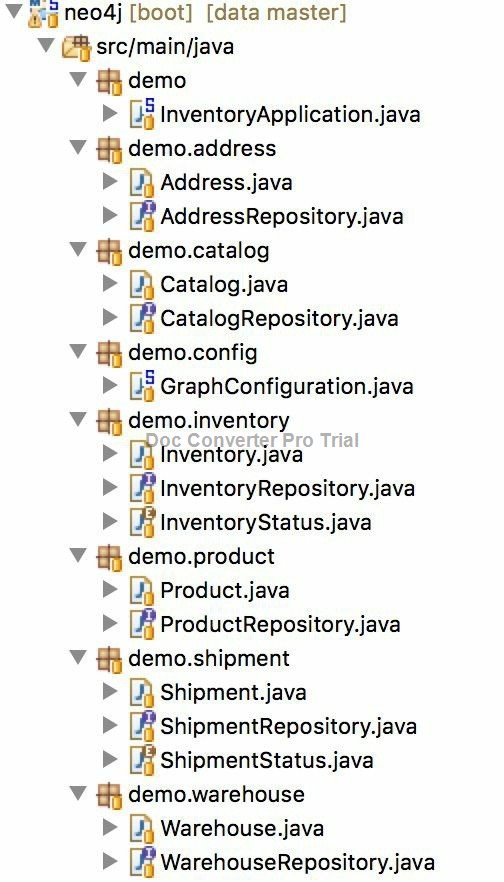 neo4j [boot] [data master]
src/main/java
demo
InventoryApplication.java
demo.address
Address.java
AddressRepository.java
demo.catalog
Catalog.java
CatalogRepository.java
demo.config
GraphConfiguration.java
demo.inventory
Doc Converter Pro Trial
Inventory.java
InventoryRepository.java
InventoryStatus.java
demo.product
Product.java
ProductRepository.java
demo.shipment
Shipment.java
ShipmentRepository.java
ShipmentStatus.java
demo.warehouse
Warehouse.java
WarehouseRepository.java